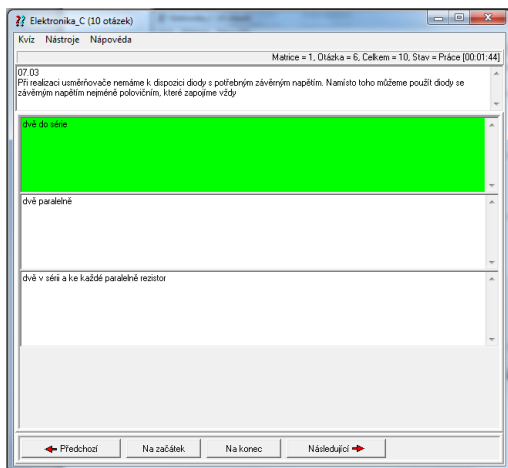 Elektronika_C (10 otázek)
Kvíz Nástroje Nápověda
Matrice = 1, Otázka = 6, Celkem = 10, Stav = Práce [00:01:44]
07.03
Při realizaci usměrňovače nemáme k dispozici diody s potřebným závěrným napětím. Namísto toho můžeme použít diody se
závěrným napětím nejméně polovičním, které zapojíme vždy
dvě do série
dvě paralelně
dvě v sérii a ke každé paralelně rezistor
Předchozí Na začátek Na konec Následující